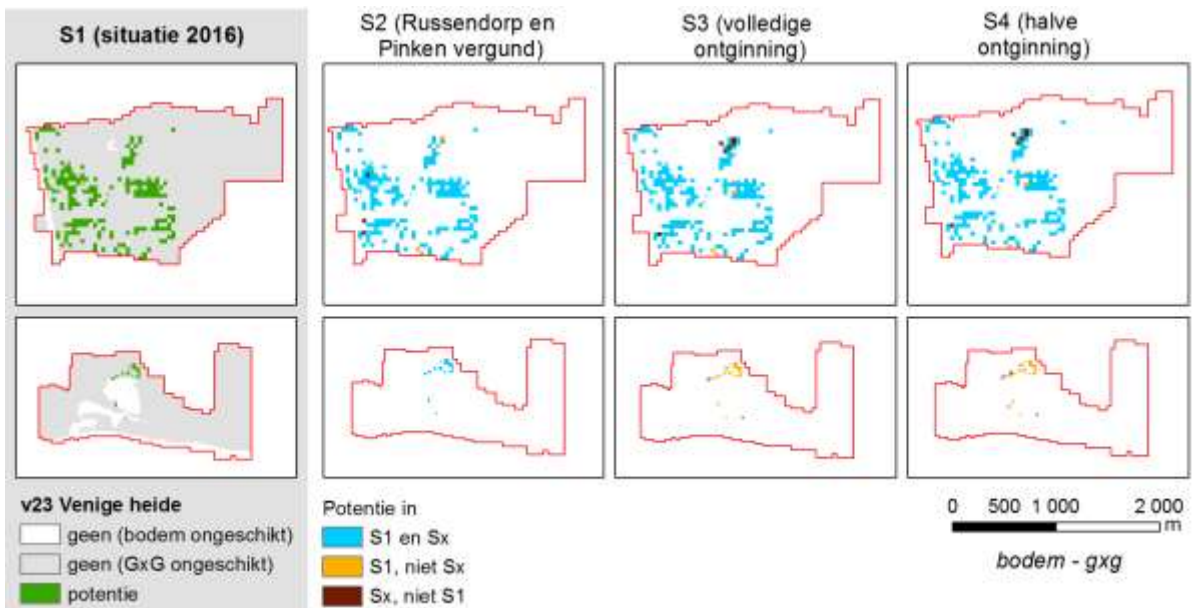 S1 (situatie 2016)
S2 (Russendorp en
Pinken vergund)
S3 (volledige
ontginning)
S4 (halve
ontginning)
v23 Venige heide
geen (bodem ongeschikt)
geen (GxG ongeschikt)
potentie
Potentie in
S1 en Sx
S1, niet Sx
Sx, niet S1
0 500 1 000 2 000
m
bodem - gxg